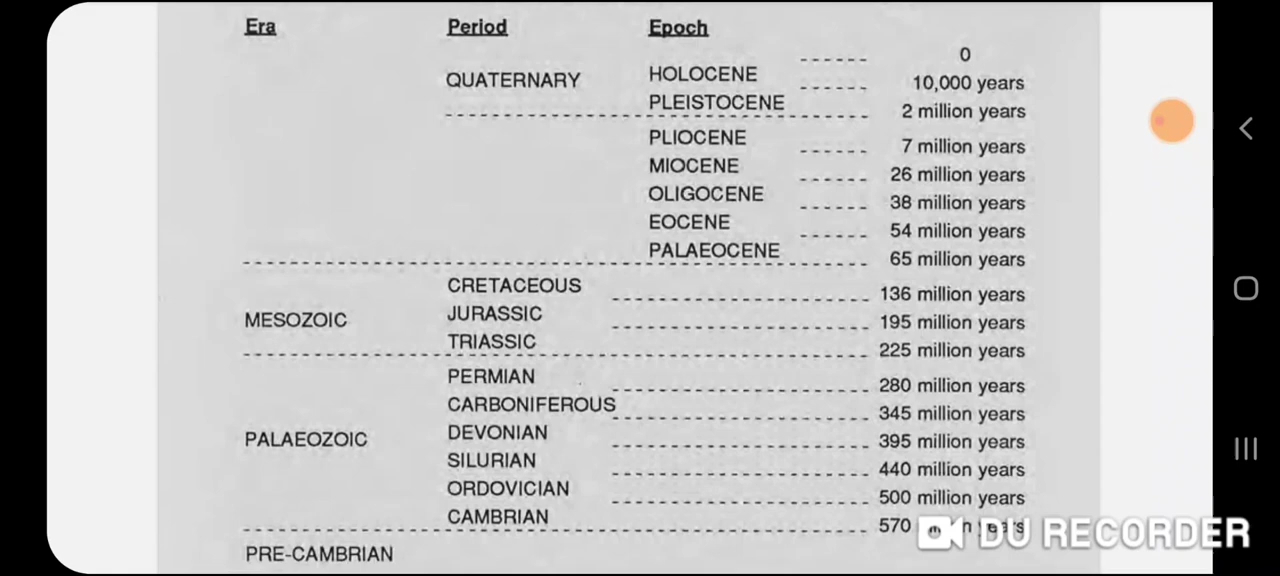 Era Period Epoch
0
QUATERNARY HOLOCENE 10,000 years
PLEISTOCENE 2 million years
PLIOCENE 7 million years
MIOCENE 26 million years
OLIGOCENE 38 million years
EOCENE 54 million years
PALAEOCENE 65 million years
CRETACEOUS 136 million years
MESOZOIC JURASSIC 195 million years
TRIASSIC 225 million years
PERMIAN 280 million years
CARBONIFEROUS 345 million years
PALAEOZOIC DEVONIAN 395 million years
SILURIAN 440 million years
ORDOVICIAN 500 million years
CAMBRIAN 570
DU RECORDER
PRE-CAMBRIAN